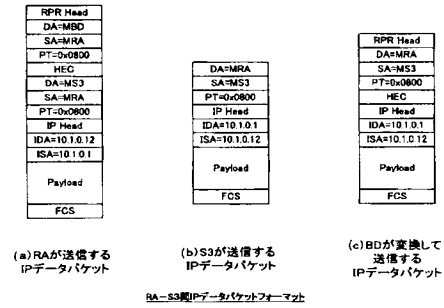 RPR Head
DA=MBD
SA=MRA
PT=0x0800
HEC
DA=MS3
SA=MRA
PT=0x0800
IP Head
IDA=10.1.0.12
ISA=10.1.0.1
Payload
FCS
(a)RAが送信する
IPデータパケット
DA=MRA
SA=MS3
PT=0x0800
IP Head
IDA=10.1.0.1
ISA=10.1.0.12
Payload
FCS
(b)S3が送信する
IPデータパケット
RPR Head
DA=MRA
SA=MS3
PT=0x0800
HEC
IP Head
IDA=10.1.0.1
ISA=10.1.0.12
Payload
FCS
(c)BDが変換して
送信する
IPデータパケット
RA-S3間IPデータパケットフォーマット